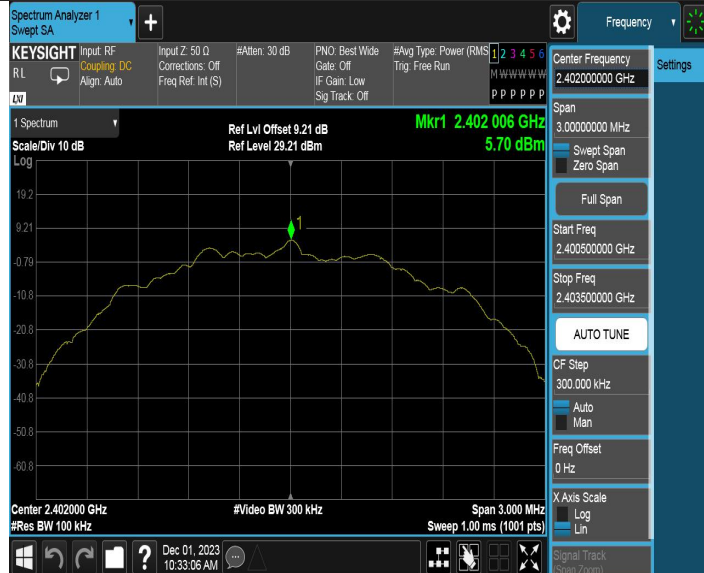 Spectrum Analyzer 1
Swept SA
+
Frequency
KEYSIGHT
RL
LXI
Input: RF
Coupling: DC
Align: Auto
Input Z: 50 Ω
Corrections: Off
Freq Ref: Int (S)
#Atten: 30 dB
PNO: Best Wide
Gate: Off
IF Gain: Low
Sig Track: Off
#Avg Type: Power (RMS
Trig: Free Run
1 2 3 4 5 6
M W W W W W
P P P P P P
1 Spectrum
Scale/Div 10 dB
Log
Ref Lvl Offset 9.21 dB
Ref Level 29.21 dBm
Mkr1 2.402 006 GHz
5.70 dBm
1
19.2
9.21
-0.79
-10.8
-20.8
-30.8
-40.8
-50.8
-60.8
Center 2.402000 GHz
#Res BW 100 kHz
#Video BW 300 kHz
Span 3.000 MHz
Sweep 1.00 ms (1001 pts)
Center Frequency
2.402000000 GHz
Settings
Span
3.00000000 MHz
Swept Span
Zero Span
Full Span
Start Freq
2.400500000 GHz
Stop Freq
2.403500000 GHz
AUTO TUNE
CF Step
300.000 kHz
Auto
Man
Freq Offset
0 Hz
X Axis Scale
Log
Lin
Signal Track
(Span Zoom)
?
Dec 01, 2023
10:33:06 AM